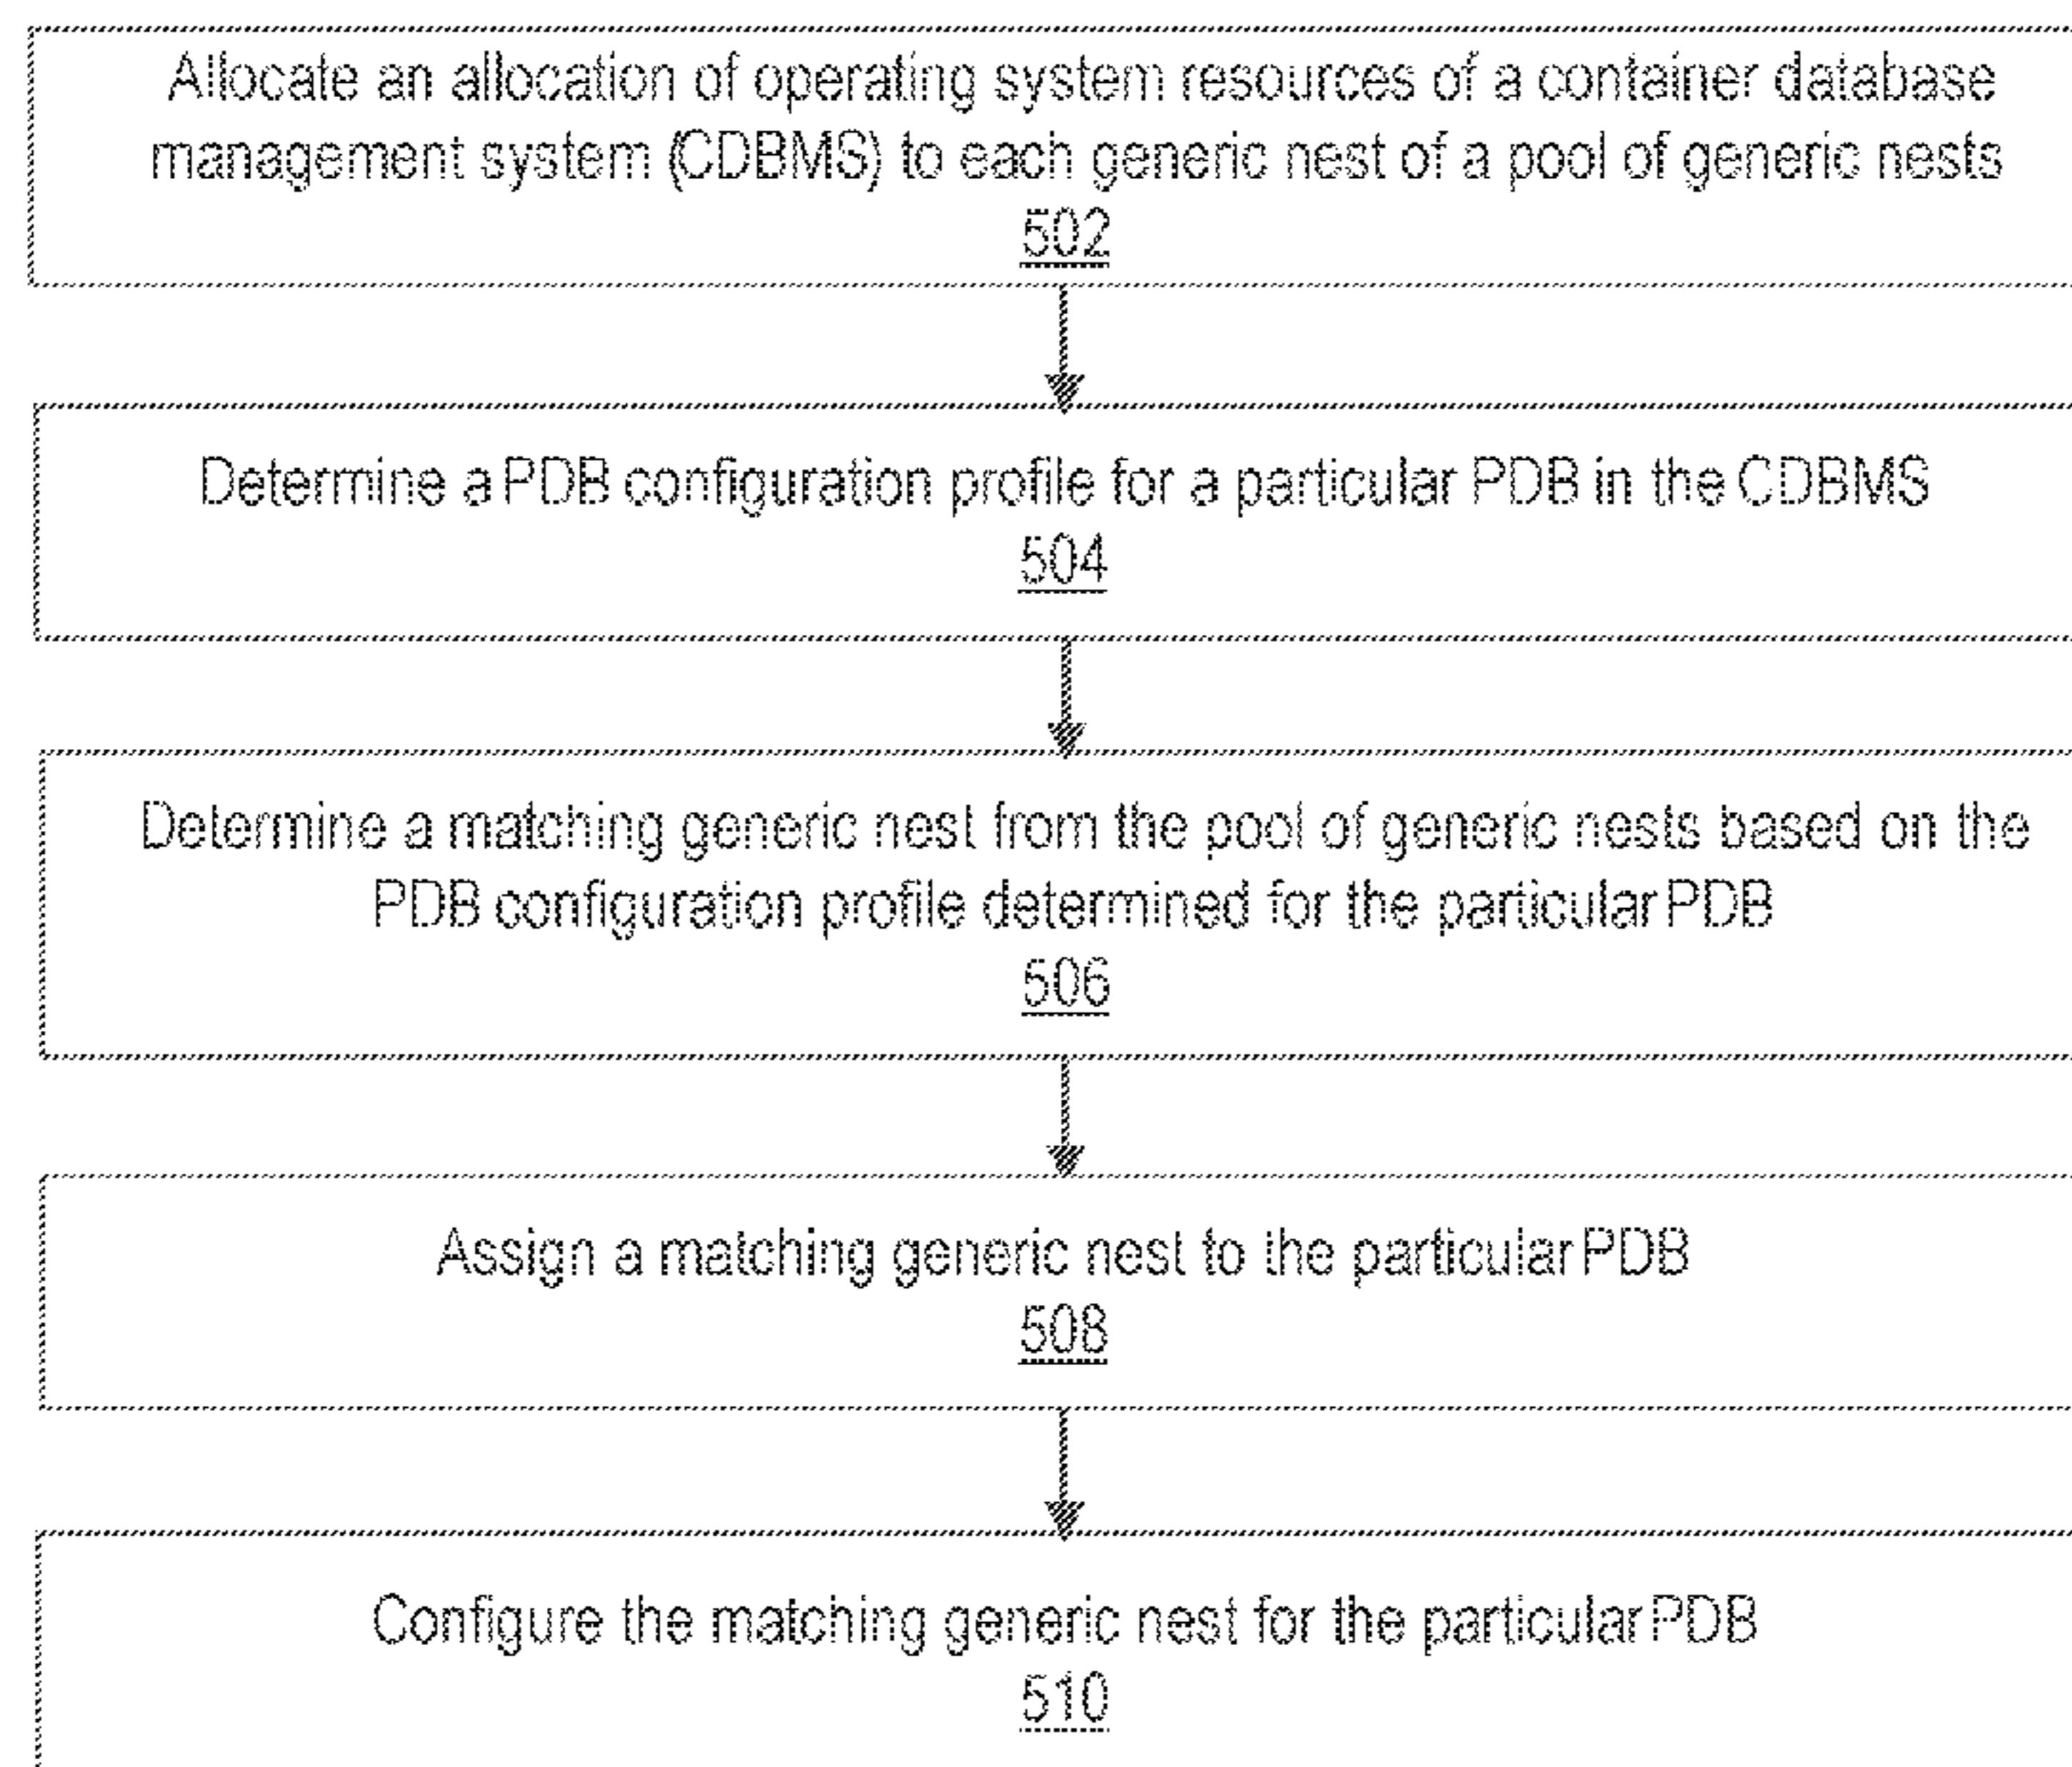 Allocate an allocation of operating system resources of a container database
management system (CDBMS) to each generic nest of a pool of generic nests
502
Determine a PDB configuration profile for a particular PDB in the CDBMS
504
Determine a matching generic nest from the pool of generic nests based on the
PDB configuration profile determined for the particular PDB
506
Assign a matching generic nest to the particular PDB
508
Configure the matching generic nest for the particular PDB
510